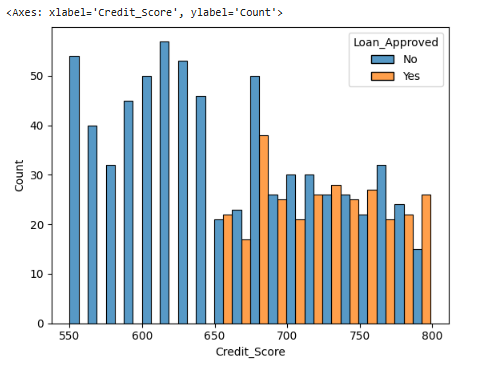 <Axes: xlabel='Credit_Score', ylabel='Count'>
Loan_Approved
No
Yes
50
40
30
20
10
0
Count
550 600 650 700 750 800
Credit_Score